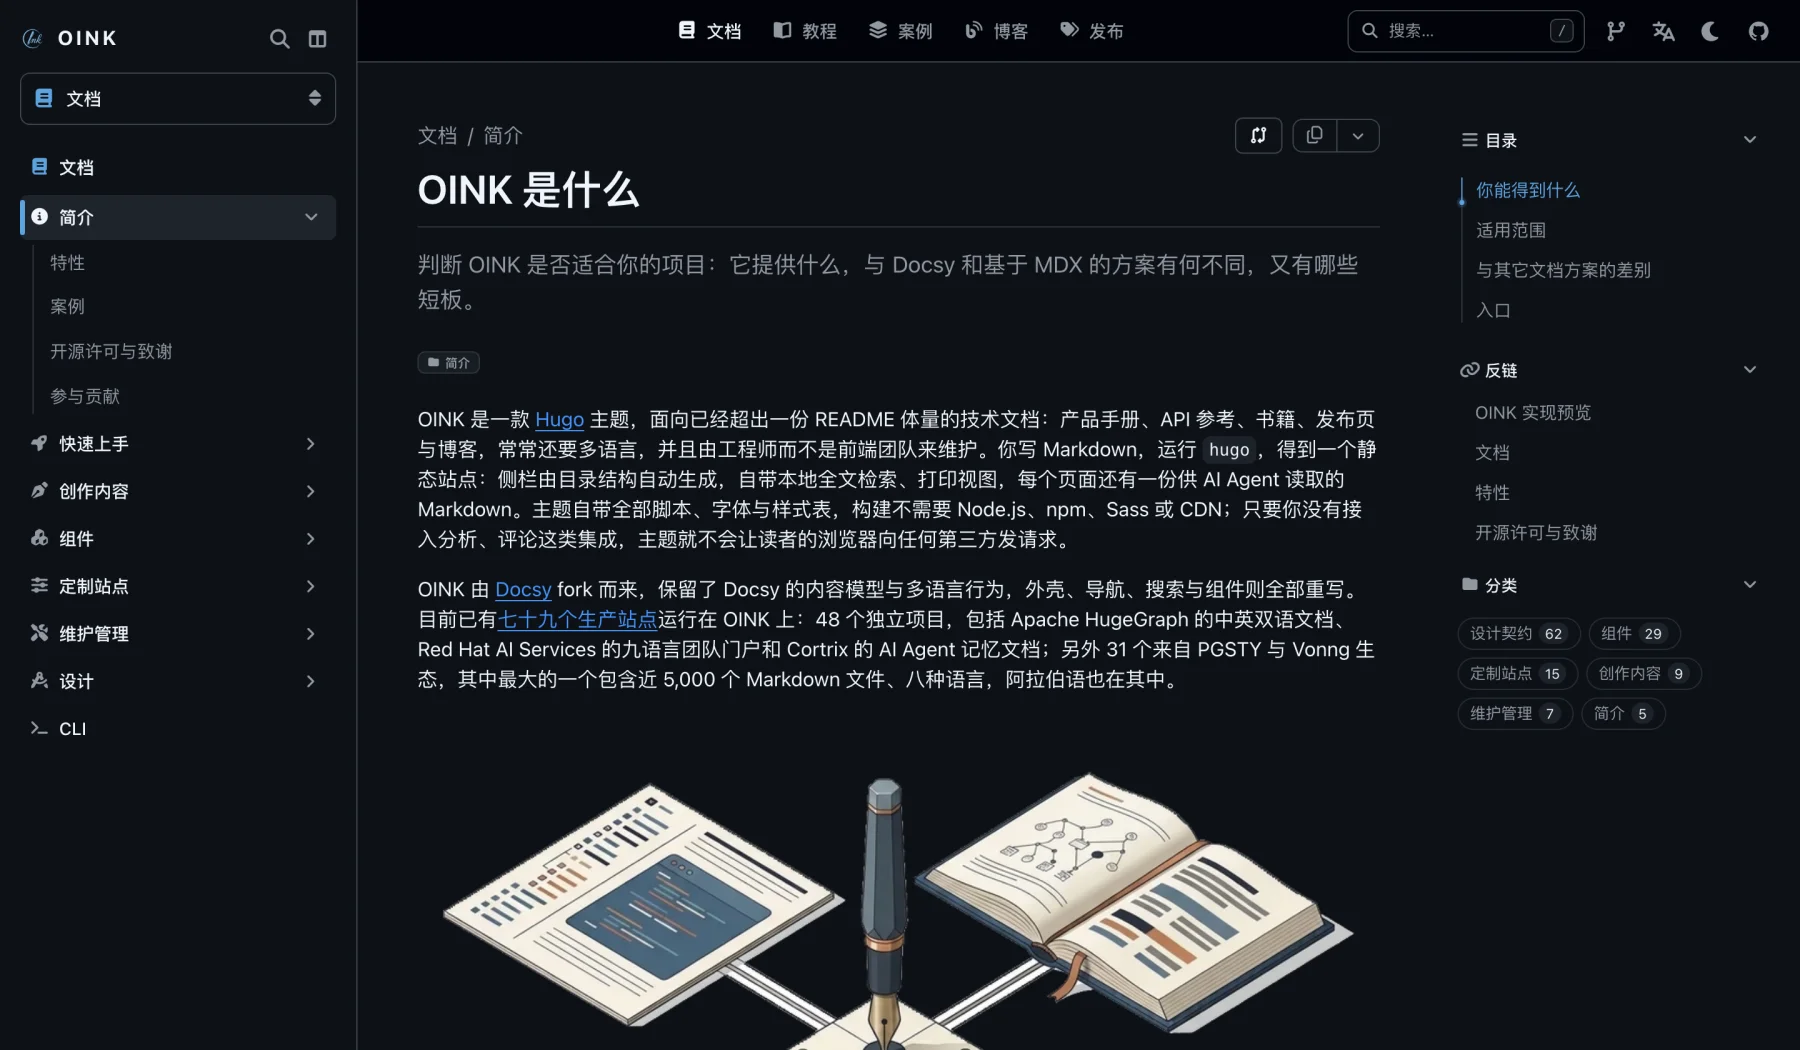 OINK
文档
文档
简介
特性
案例
开源许可与致谢
参与贡献
快速上手
创作内容
组件
定制站点
维护管理
设计
CLI
文档 教程 案例 博客 发布
搜索... /
文档 / 简介
OINK 是什么
判断 OINK 是否适合你的项目：它提供什么，与 Docsy 和基于 MDX 的方案有何不同，又有哪些
短板。
简介
OINK 是一款 Hugo 主题，面向已经超出一份 README 体量的技术文档：产品手册、API 参考、书籍、发布页
与博客，常常还要多语言，并且由工程师而不是前端团队来维护。你写 Markdown，运行 hugo，得到一个静
态站点：侧栏由目录结构自动生成，自带本地全文检索、打印视图，每个页面还有一份供 AI Agent 读取的
Markdown。主题自带全部脚本、字体与样式表，构建不需要 Node.js、npm、Sass 或 CDN；只要你没有接
入分析、评论这类集成，主题就不会让读者的浏览器向任何第三方发请求。
OINK 由 Docsy fork 而来，保留了 Docsy 的内容模型与多语言行为，外壳、导航、搜索与组件则全部重写。
目前已有七十九个生产站点运行在 OINK 上：48 个独立项目，包括 Apache HugeGraph 的中英双语文档、
Red Hat AI Services 的九语言团队门户和 Cortrix 的 AI Agent 记忆文档；另外 31 个来自 PGSTY 与 Vonng 生
态，其中最大的一个包含近 5,000 个 Markdown 文件、八种语言，阿拉伯语也在其中。
目录
你能得到什么
适用范围
与其它文档方案的差别
入口
反链
OINK 实现预览
文档
特性
开源许可与致谢
分类
设计契约 62 组件 29
定制站点 15 创作内容 9
维护管理 7 简介 5